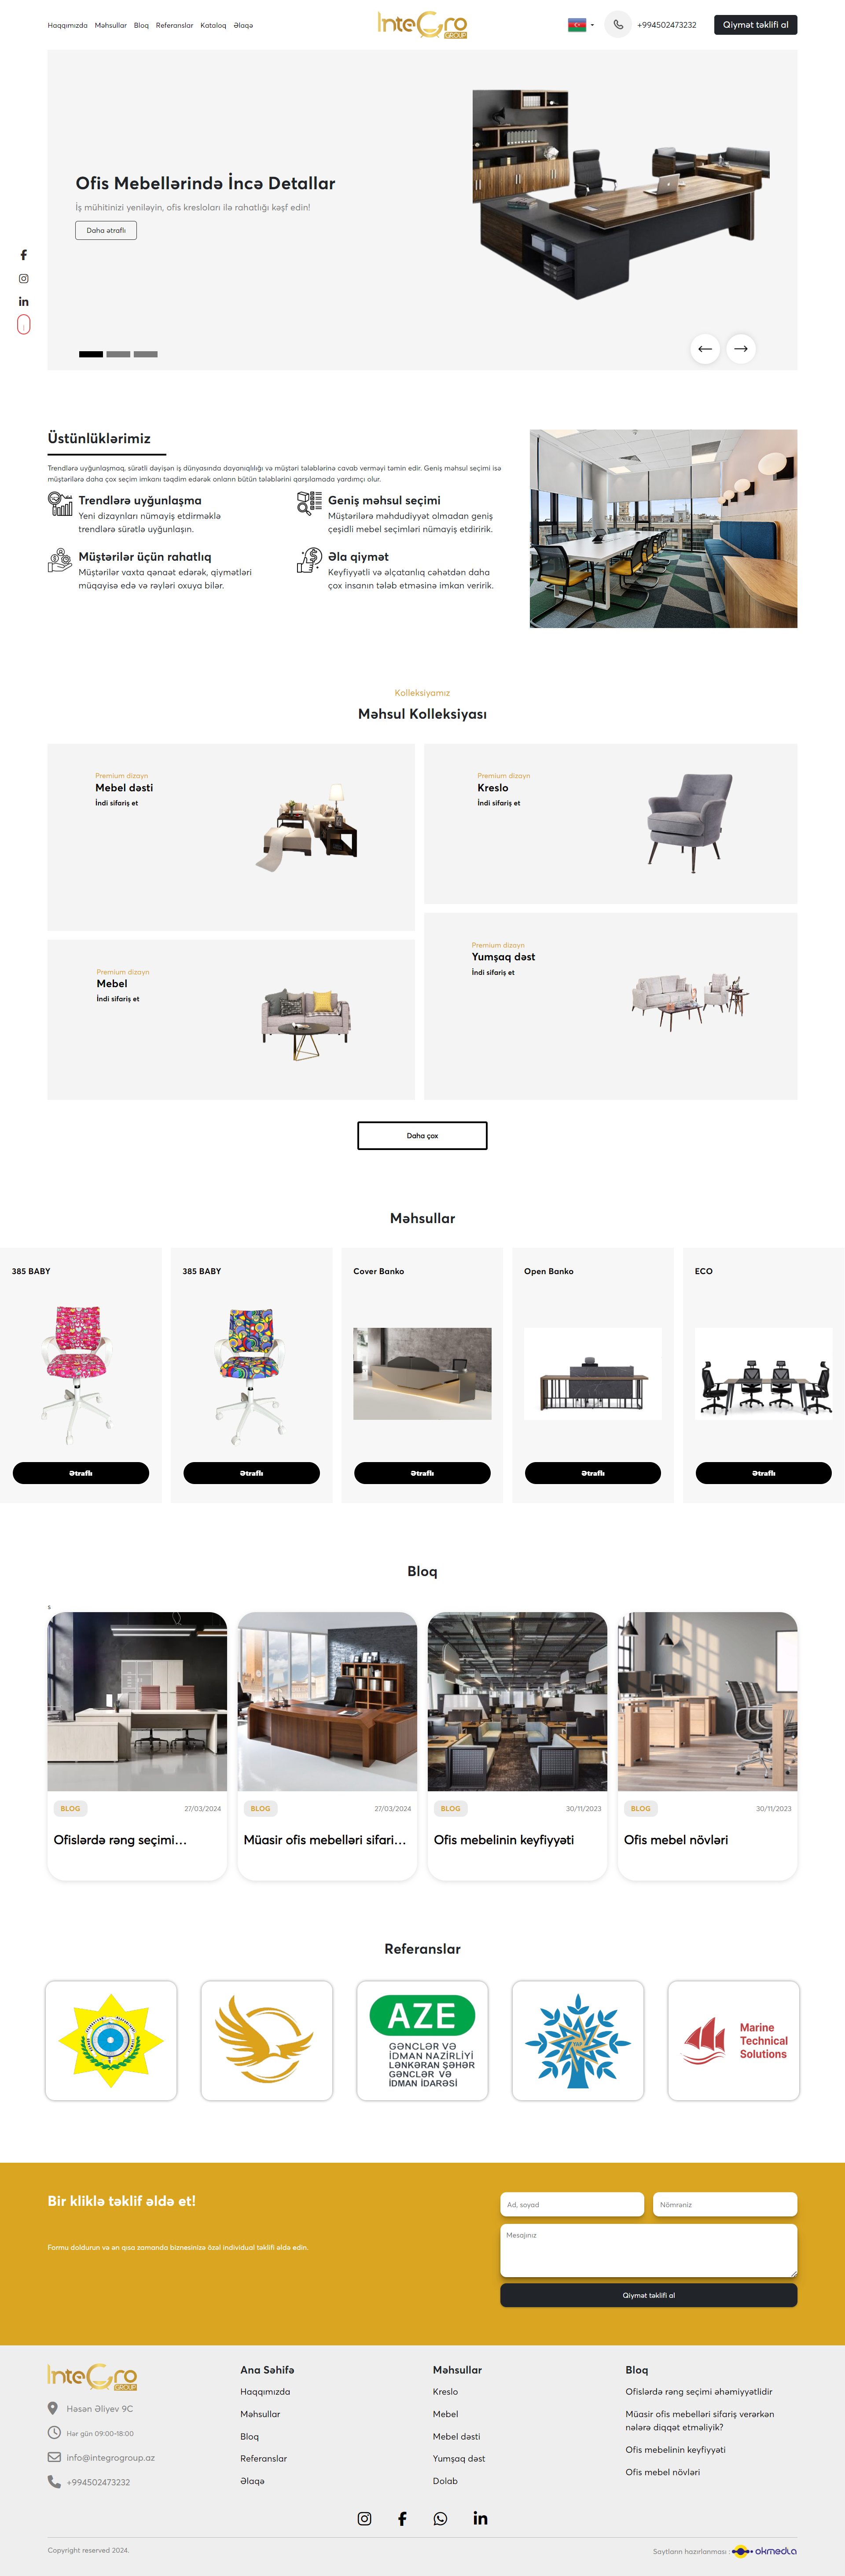 Haqqımızda Məhsullar Bloq Referanslar Kataloq Əlaqə
InteGro
GROUP
+994502473232
Qiymət təklifi al
Ofis Mebellərində İncə Detallar
İş mühitinizi yeniləyin, ofis kresloları ilə rahatlığı kəşf edin!
Daha ətraflı
Üstünlüklərimiz
Trendlərə uyğunlaşmaq, sürətli dəyişən iş dünyasında dayanıqlılığı və müştəri tələblərinə cavab verməyi təmin edir. Geniş məhsul seçimi isə
müştərilərə daha çox seçim imkanı təqdim edərək onların bütün tələblərini qarşılamada yardımçı olur.
Trendlərə uyğunlaşma
Yeni dizaynları nümayiş etdirməklə
trendlərə sürətlə uyğunlaşın.
Geniş məhsul seçimi
Müştərilərə məhdudiyyət olmadan geniş
çeşidli mebel seçimləri nümayiş etdiririk.
Müştərilər üçün rahatlıq
Müştərilər vaxta qənaət edərək, qiymətləri
müqayisə edə və rəyləri oxuya bilər.
Əla qiymət
Keyfiyyətli və əlçatanlıq cəhətdən daha
çox insanın tələb etməsinə imkan veririk.
Kolleksiyamız
Məhsul Kolleksiyası
Premium dizayn
Mebel dəsti
İndi sifariş et
Premium dizayn
Kreslo
İndi sifariş et
Premium dizayn
Mebel
İndi sifariş et
Premium dizayn
Yumşaq dəst
İndi sifariş et
Daha çox
Məhsullar
385 BABY
385 BABY
Cover Banko
Open Banko
ECO
Ətraflı
Ətraflı
Ətraflı
Ətraflı
Ətraflı
Bloq
s
BLOG 27/03/2024
Ofislərdə rəng seçimi...
BLOG 27/03/2024
Müasir ofis mebelləri sifari...
BLOG 30/11/2023
Ofis mebelinin keyfiyyəti
BLOG 30/11/2023
Ofis mebel növləri
Referanslar
AZE
GƏNCLƏR VƏ
İDMAN NAZİRLİYİ
LƏNKƏRAN ŞƏHƏR
GƏNCLƏR VƏ
İDMAN İDARƏSİ
Marine
Technical
Solutions
Bir kliklə təklif əldə et!
Formu doldurun və ən qısa zamanda biznesinizə özəl individual təklifi əldə edin.
Ad, soyad
Nömrəniz
Mesajınız
Qiymət təklifi al
InteGro
GROUP
Həsən Əliyev 9C
Hər gün 09:00-18:00
info@integrogroup.az
+994502473232
Ana Səhifə
Haqqımızda
Məhsullar
Bloq
Referanslar
Əlaqə
Məhsullar
Kreslo
Mebel
Mebel dəsti
Yumşaq dəst
Dolab
Bloq
Ofislərdə rəng seçimi əhəmiyyətlidir
Müasir ofis mebelləri sifariş verərkən
nələrə diqqət etməliyik?
Ofis mebelinin keyfiyyəti
Ofis mebel növləri
Copyright reserved 2024.
Saytların hazırlanması : okmedia